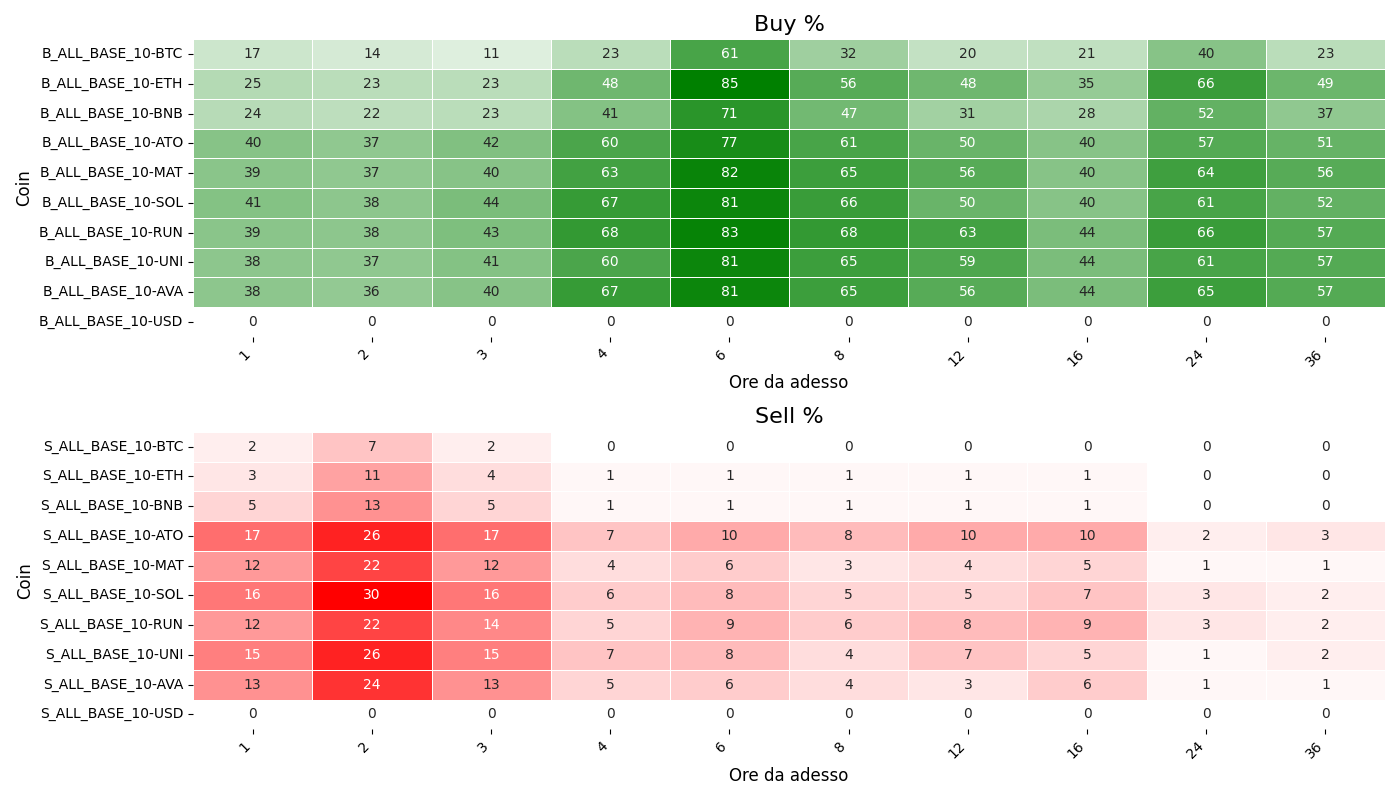 Buy %
Coin
B_ALL_BASE_10-BTC 17 14 11 23 61 32 20 21 40 23
B_ALL_BASE_10-ETH 25 23 23 48 85 56 48 35 66 49
B_ALL_BASE_10-BNB 24 22 23 41 71 47 31 28 52 37
B_ALL_BASE_10-ATO 40 37 42 60 77 61 50 40 57 51
B_ALL_BASE_10-MAT 39 37 40 63 82 65 56 40 64 56
B_ALL_BASE_10-SOL 41 38 44 67 81 66 50 40 61 52
B_ALL_BASE_10-RUN 39 38 43 68 83 68 63 44 66 57
B_ALL_BASE_10-UNI 38 37 41 60 81 65 59 44 61 57
B_ALL_BASE_10-AVA 38 36 40 67 81 65 56 44 65 57
B_ALL_BASE_10-USD 0 0 0 0 0 0 0 0 0 0
1 2 3 4 6 8 12 16 24 36
Ore da adesso
Sell %
Coin
S_ALL_BASE_10-BTC 2 7 2 0 0 0 0 0 0 0
S_ALL_BASE_10-ETH 3 11 4 1 1 1 1 1 0 0
S_ALL_BASE_10-BNB 5 13 5 1 1 1 1 1 0 0
S_ALL_BASE_10-ATO 17 26 17 7 10 8 10 10 2 3
S_ALL_BASE_10-MAT 12 22 12 4 6 3 4 5 1 1
S_ALL_BASE_10-SOL 16 30 16 6 8 5 5 7 3 2
S_ALL_BASE_10-RUN 12 22 14 5 9 6 8 9 3 2
S_ALL_BASE_10-UNI 15 26 15 7 8 4 7 5 1 2
S_ALL_BASE_10-AVA 13 24 13 5 6 4 3 6 1 1
S_ALL_BASE_10-USD 0 0 0 0 0 0 0 0 0 0
1 2 3 4 6 8 12 16 24 36
Ore da adesso